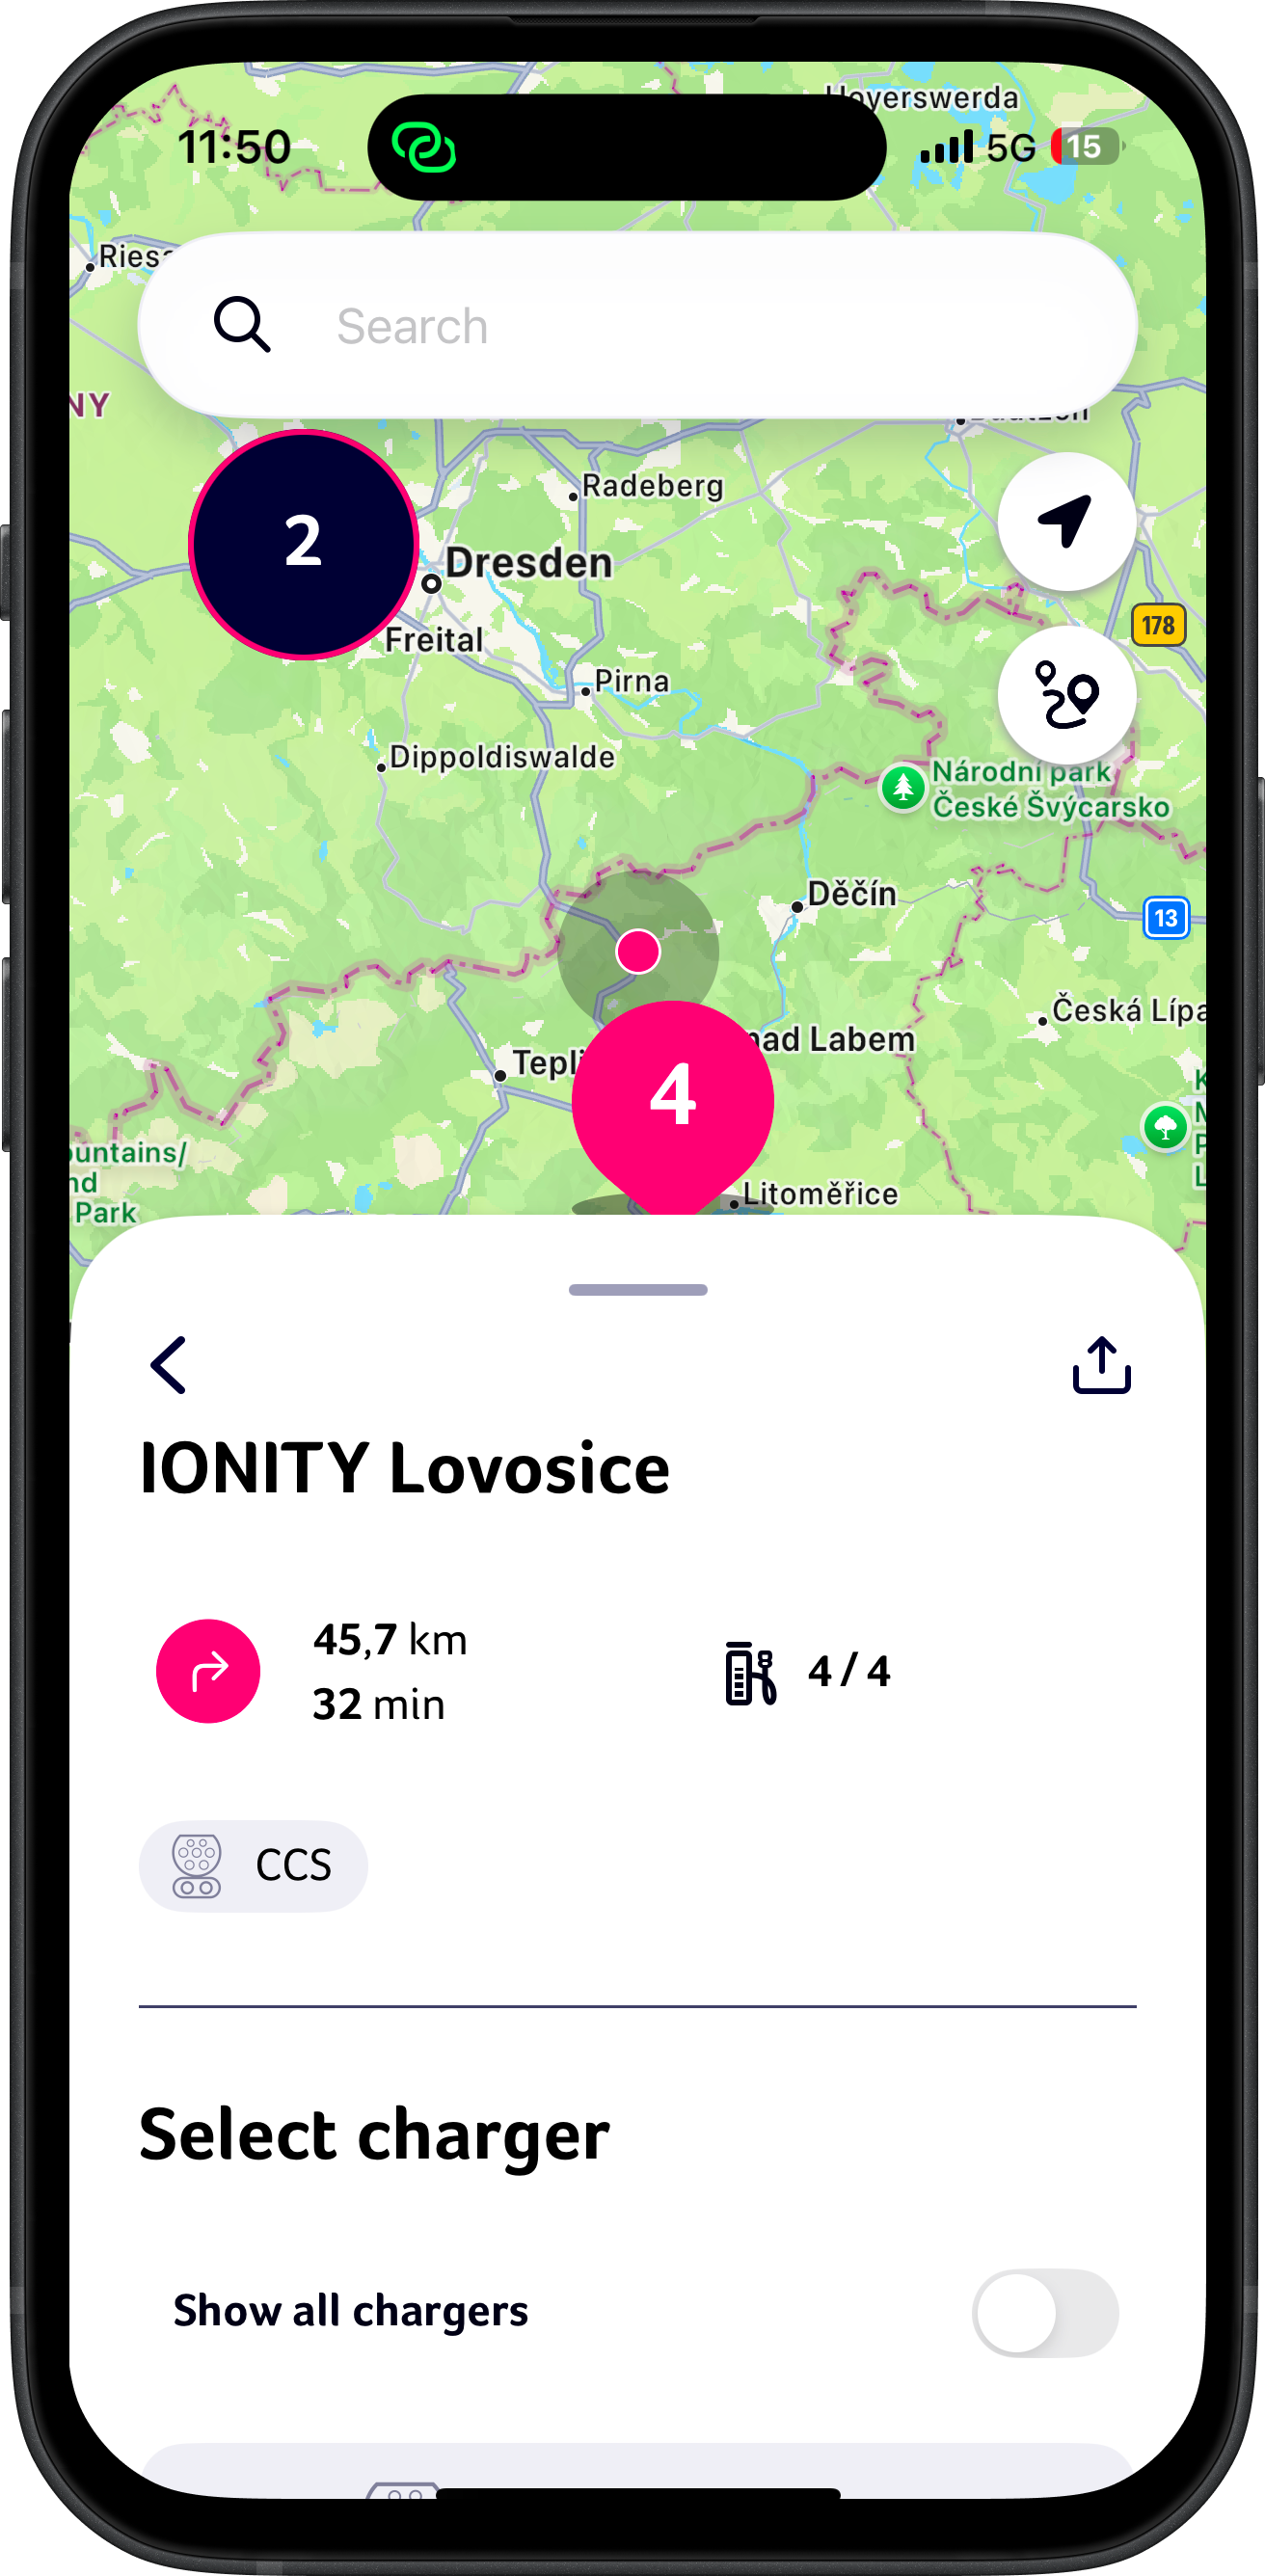 Hoyerswerda
11:50
5G
15
Search
NY
Radeberg
2
Dresden
178
Freital
Pirna
Dippoldiswalde
Národní park
České Švýcarsko
Děčín
13
Česká Lípa
nad Labem
Tepli
4
untains/
nd
Park
Litoměřice
IONITY Lovosice
45,7 km
4 / 4
32 min
CCS
Select charger
Show all chargers